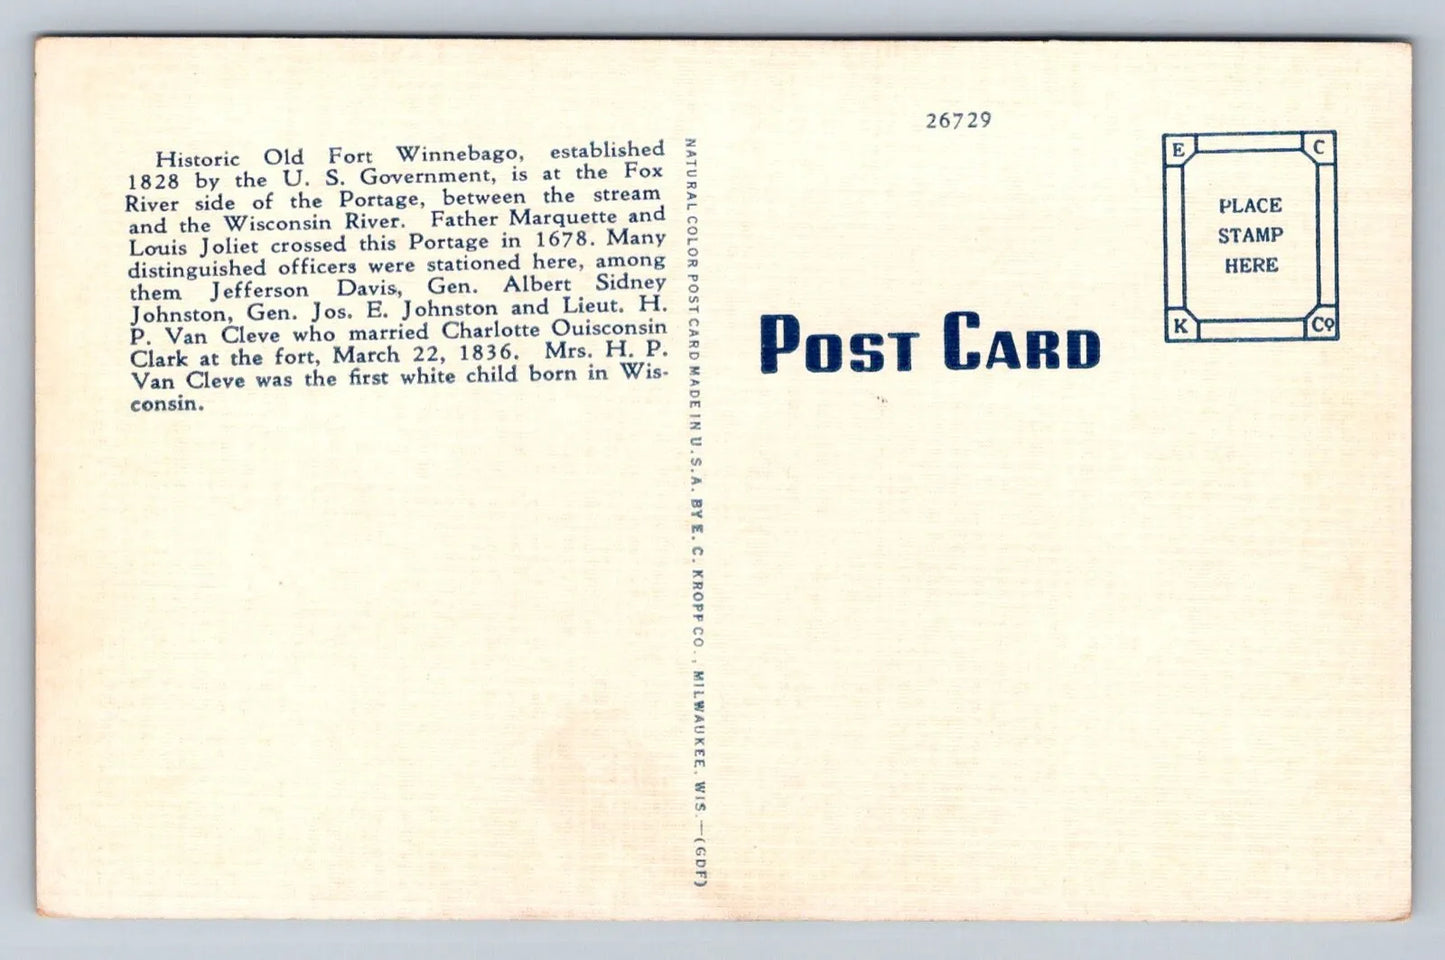 Historic Old Fort Winnebago, established
1828 by the U. S. Government, is at the Fox
River side of the Portage, between the stream
and the Wisconsin River. Father Marquette and
Louis Joliet crossed this Portage in 1678. Many
distinguished officers were stationed here, among
them Jefferson Davis, Gen. Albert Sidney
Johnston, Gen. Jos. E. Johnston and Lieut. H.
P. Van Cleve who married Charlotte Ouisconsin
Clark at the fort, March 22, 1836. Mrs. H. P.
Van Cleve was the first white child born in Wis-
consin.
NATURAL COLOR POST CARD MADE IN U.S.A. BY E. C. KROPP CO., MILWAUKEE, WIS.—(GDF)
26729
POST CARD
E C
PLACE
STAMP
HERE
K Co